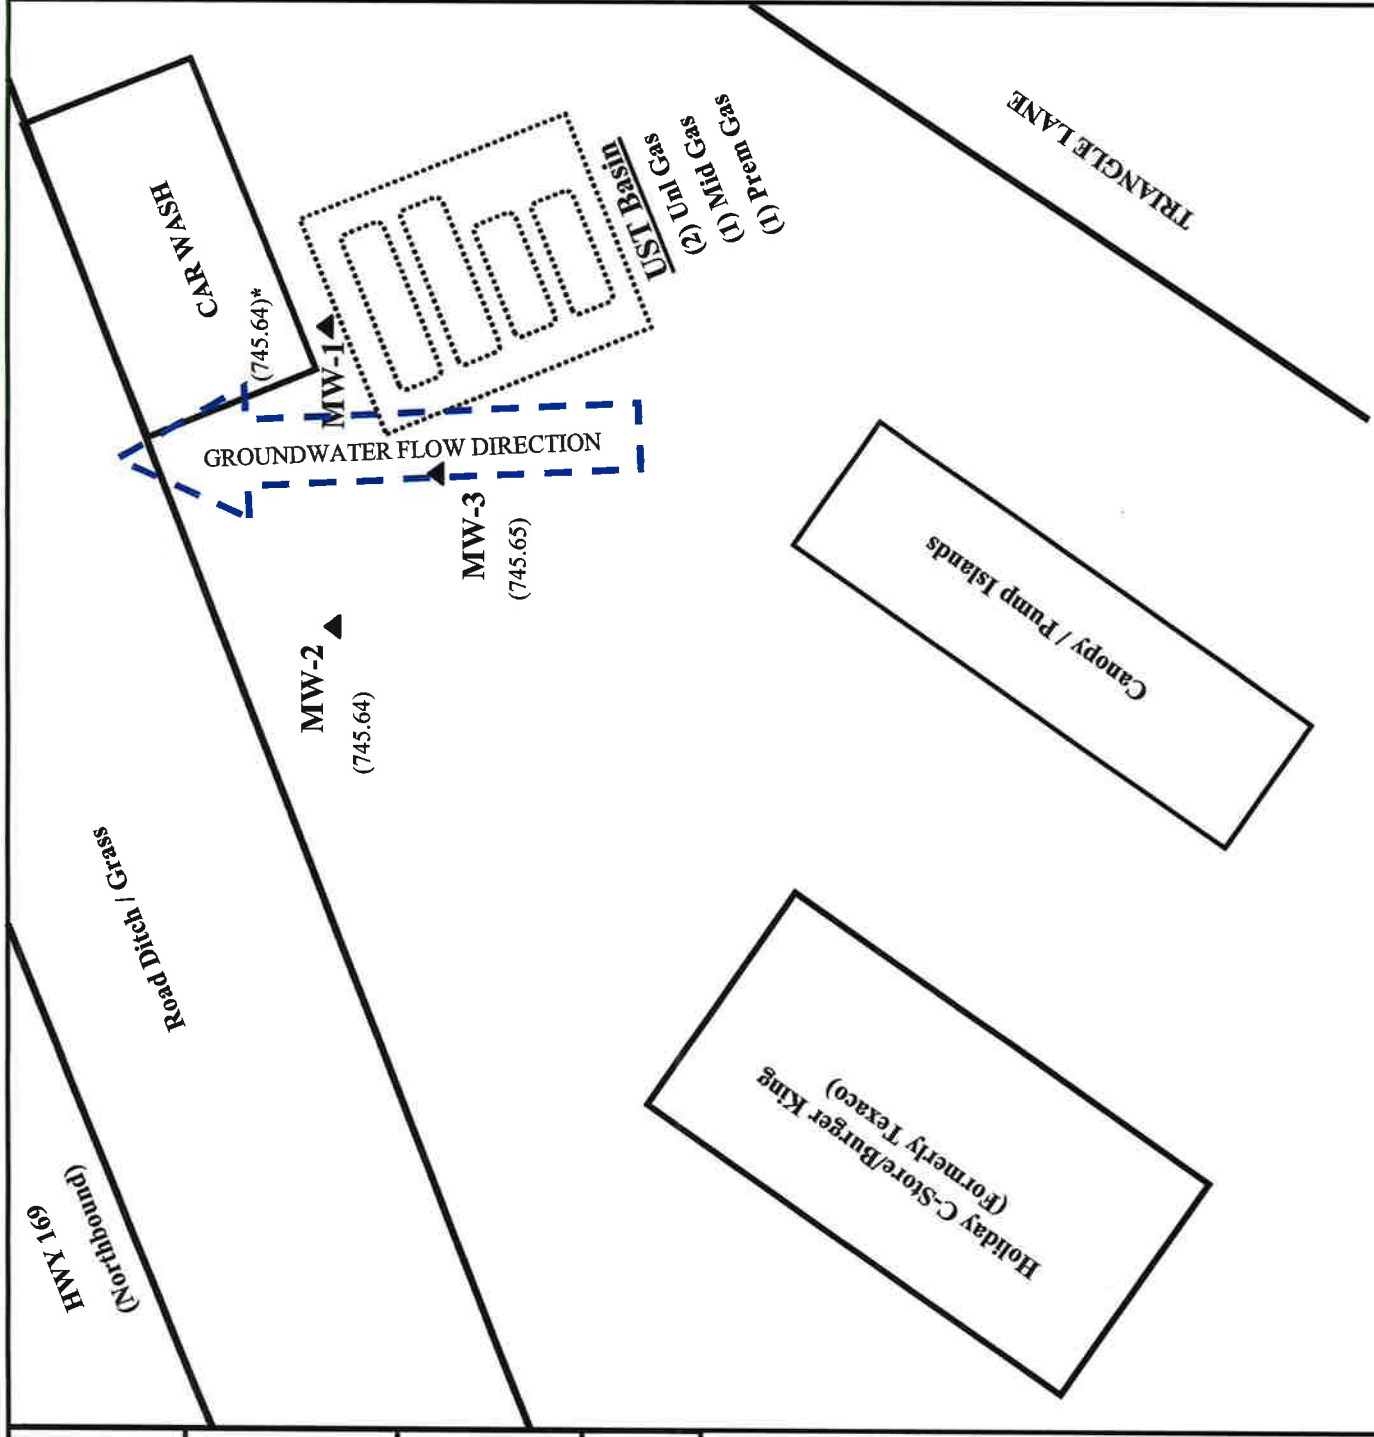 HWY 169
(Northbound)
Road Ditch / Grass
CAR WASH
(745.64)*
MW-1
GROUNDWATER FLOW DIRECTION
MW-3
(745.65)
MW-2
(745.64)
UST Basin
(2) Unl Gas
(1) Mid Gas
(1) Prem Gas
TRIANGLE LANE
Canopy / Pump Islands
Holiday C-Store/Burger King
(Formerly Texaco)